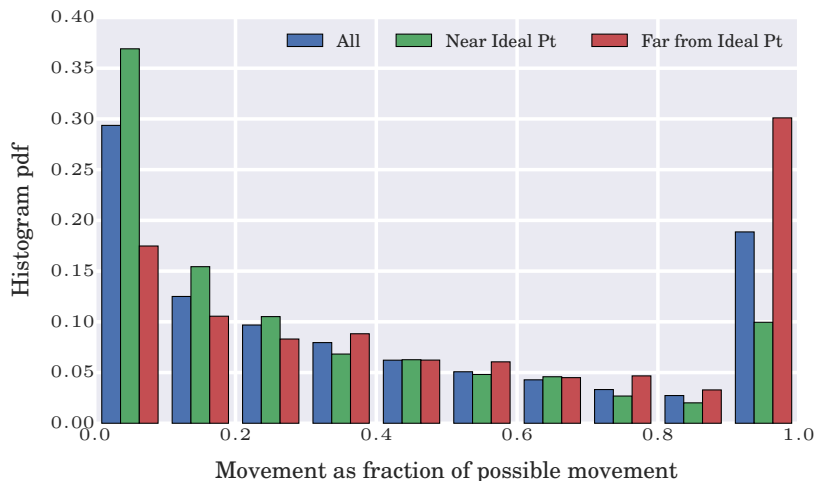 0.40
0.35
0.30
0.25
0.20
0.15
0.10
0.05
0.00
Histogram pdf
All
Near Ideal Pt
Far from Ideal Pt
0.0 0.2 0.4 0.6 0.8 1.0
Movement as fraction of possible movement